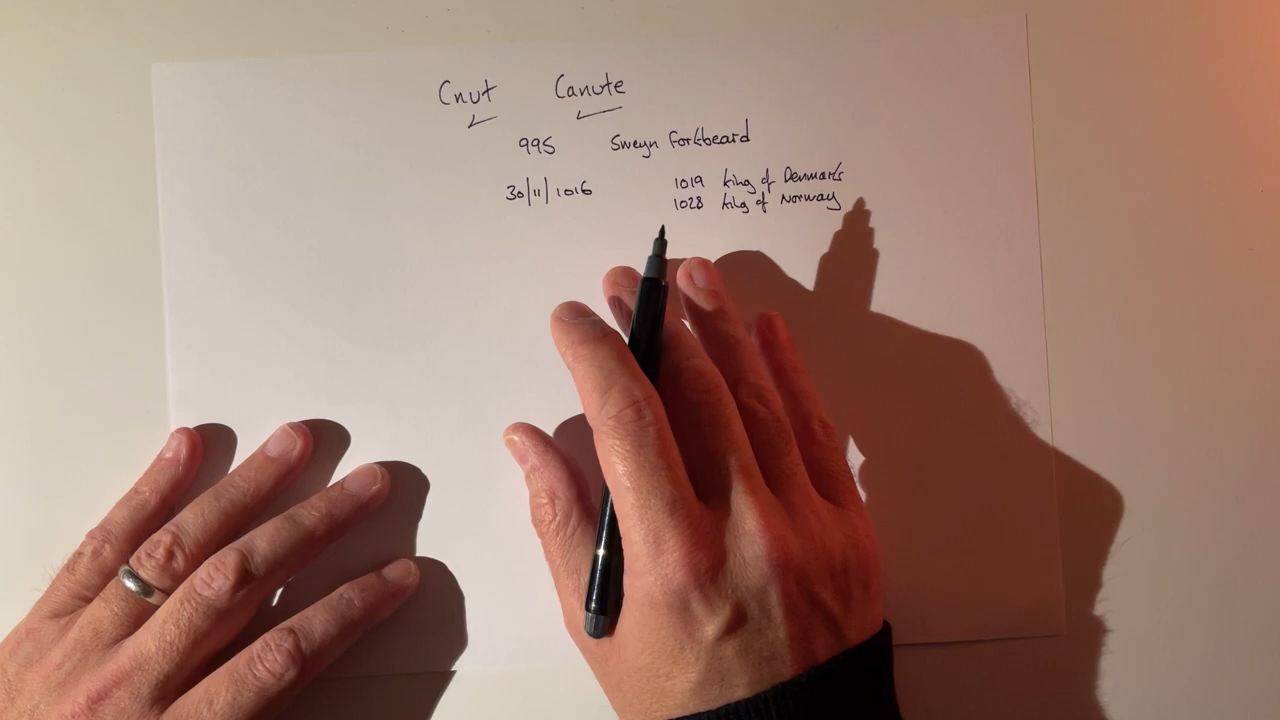 Cnut Canute
995 Sweyn Forkbeard
30/11/1016 1019 king of Denmark
1028 king of Norway